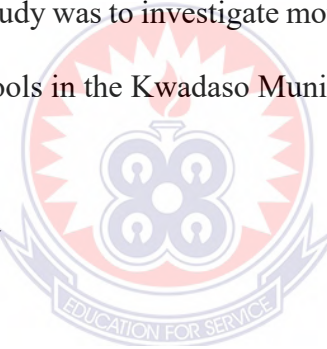 udy was to investigate mo
ools in the Kwadaso Muni
EDUCATION FOR SERVICE